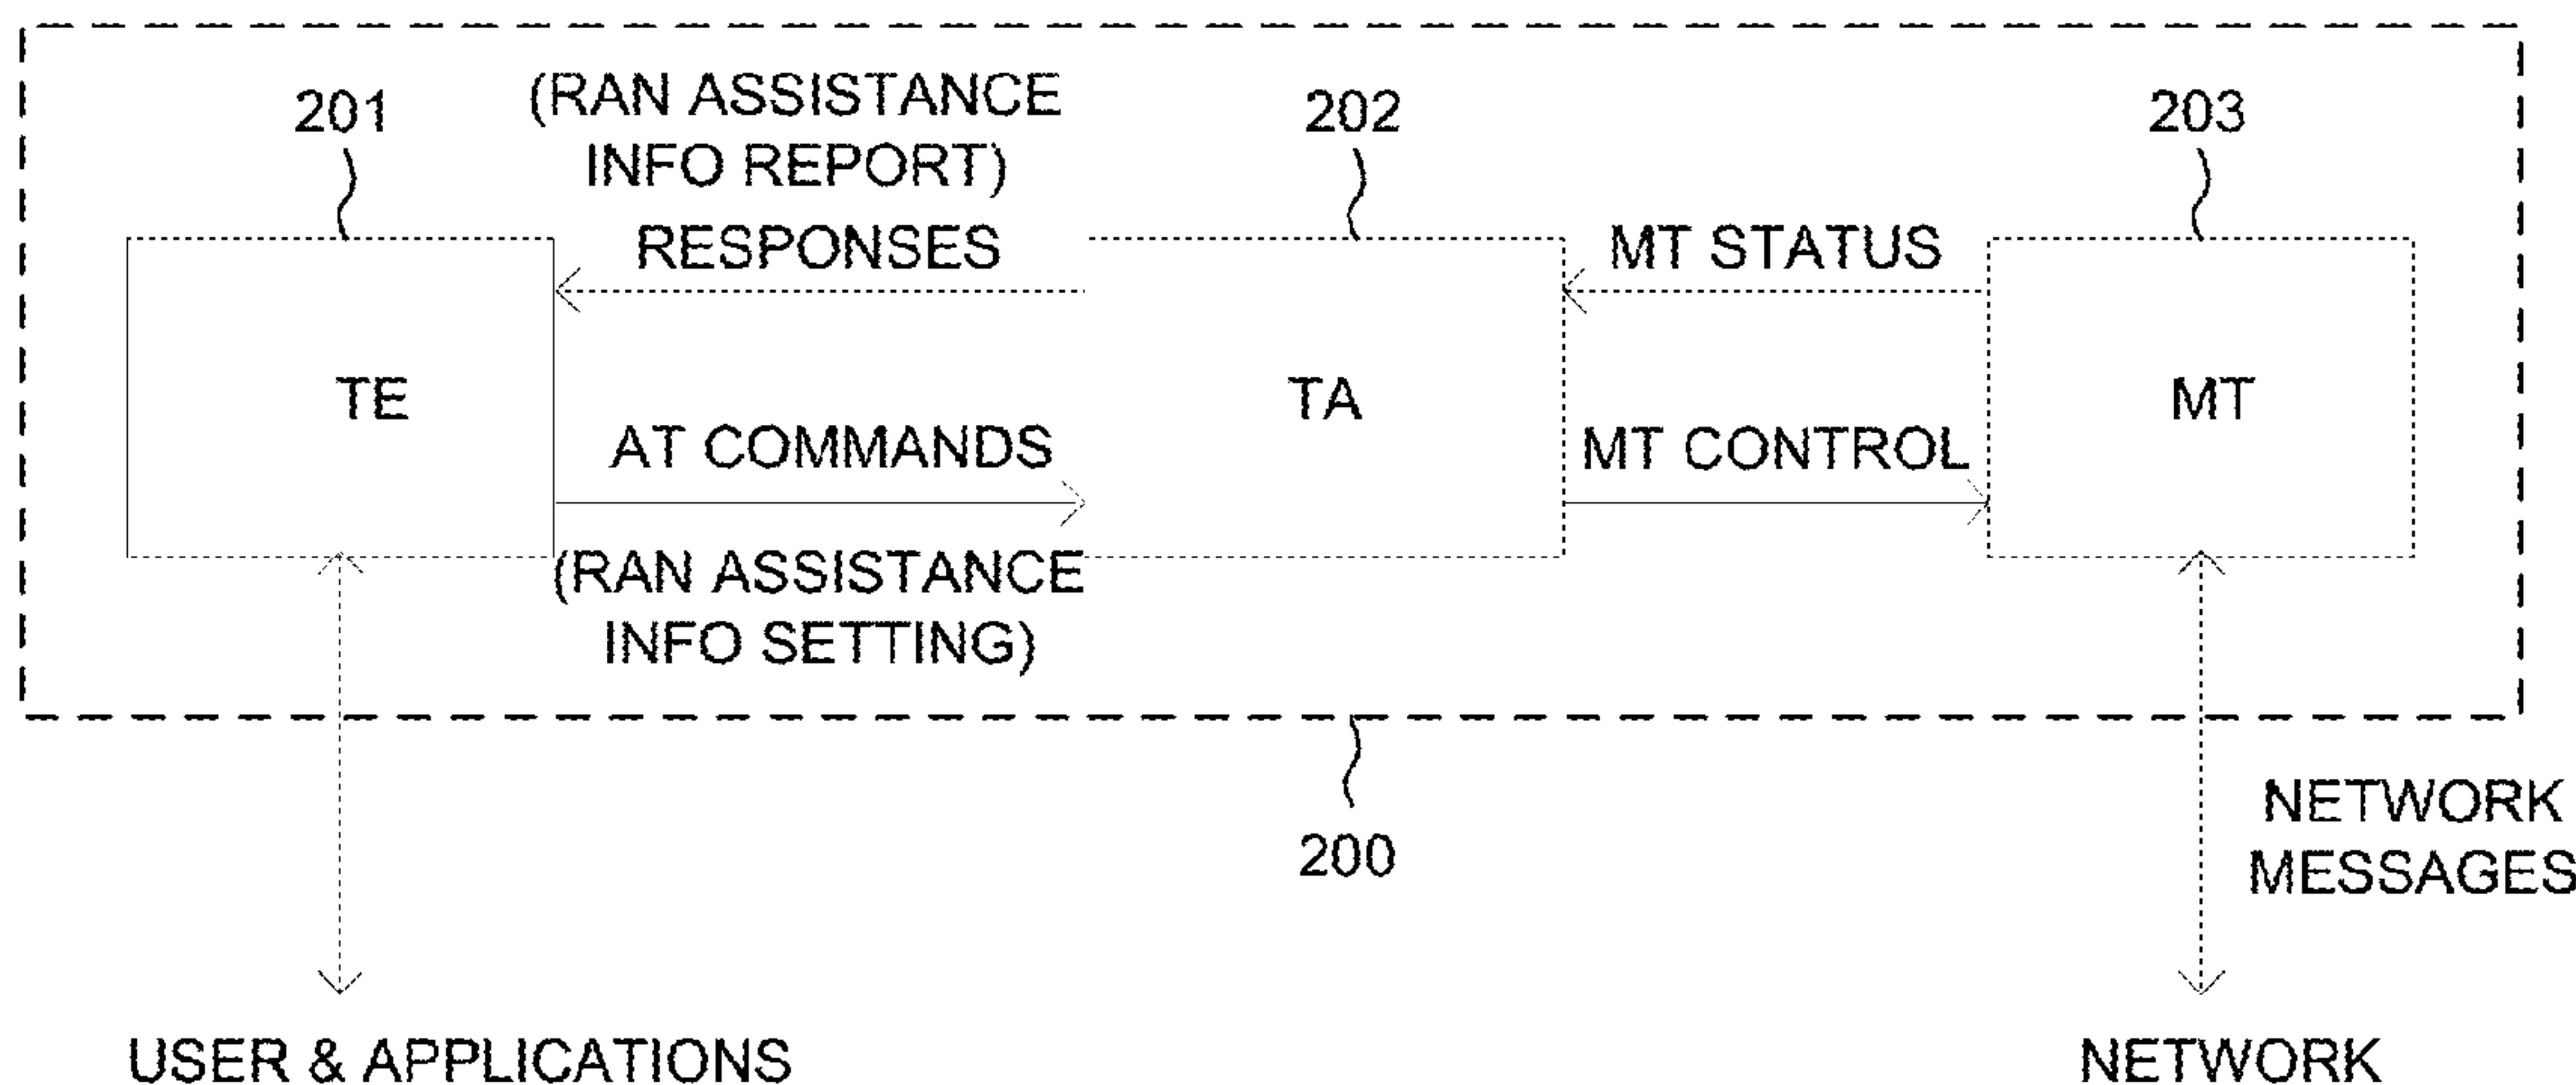 201
(RAN ASSISTANCE
INFO REPORT)
RESPONSES
202
203
MT STATUS
TE
TA
MT
AT COMMANDS
MT CONTROL
(RAN ASSISTANCE
INFO SETTING)
200
NETWORK
MESSAGES
USER & APPLICATIONS
NETWORK